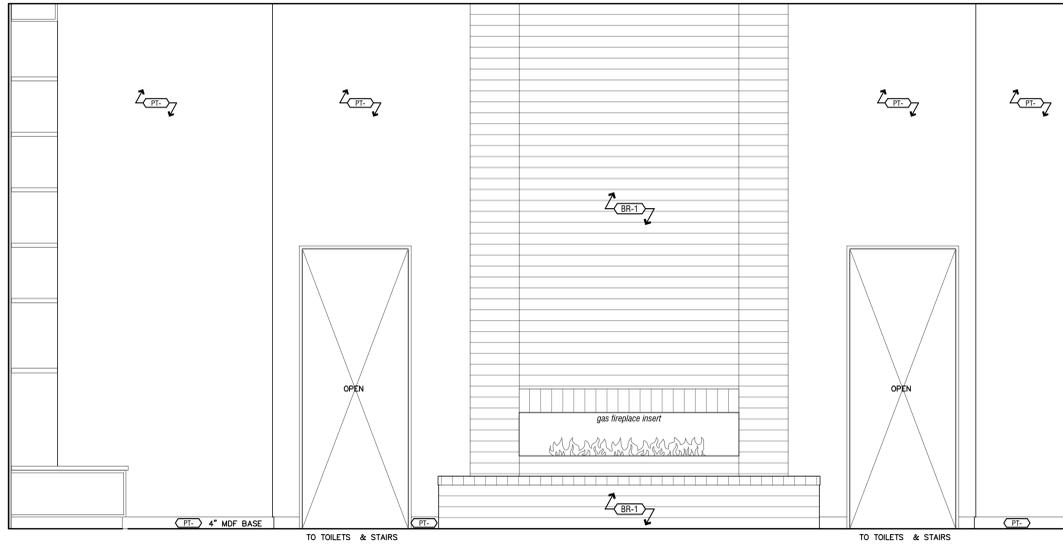 PT-
PT-
PT-
PT-
BR-1
OPEN
OPEN
gas fireplace insert
BR-1
PT- 4" MDF BASE
PT-
PT-
TO TOILETS & STAIRS
TO TOILETS & STAIRS